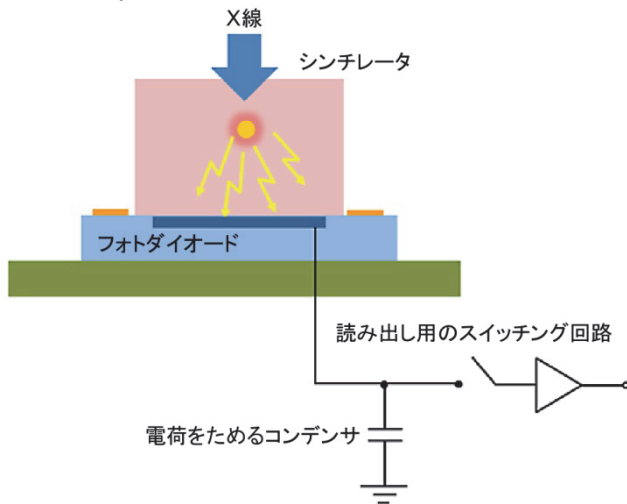 X線
シンチレータ
フォトダイオード
読み出し用のスイッチング回路
電荷をためるコンデンサ